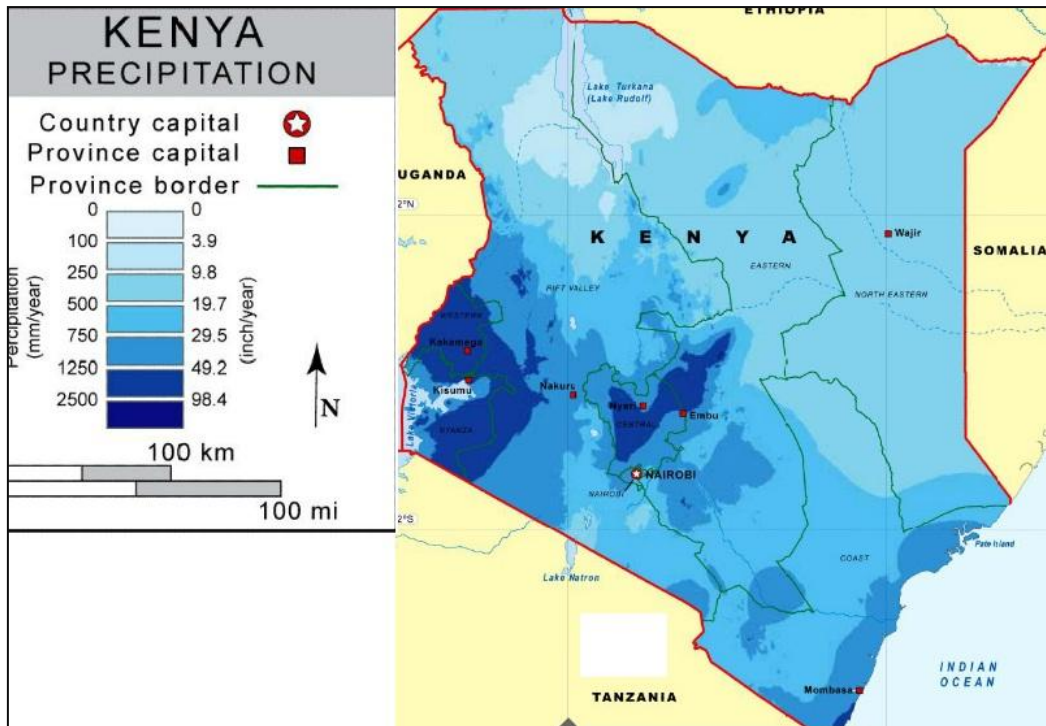 KENYA
PRECIPITATION
Country capital
Province capital
Province border
0 0
100 3.9
250 9.8
500 19.7
750 29.5
1250 49.2
2500 98.4
Percipitation
(mm/year)
(inch/year)
N
100 km
100 mi
ETHIOPIA
Lake Turkana
(Lake Rudolf)
UGANDA
2°N
KENYA
Wajir
SOMALIA
EASTERN
NORTH EASTERN
RIFT VALLEY
WESTERN
Kakamega
Kisumu
Nakuru
Nyeri
Embu
CENTRAL
NYANZA
Lake Victoria
NAIROBI
NAIROBI
2°S
COAST
Pate Island
Lake Natron
TANZANIA
Mombasa
INDIAN
OCEAN